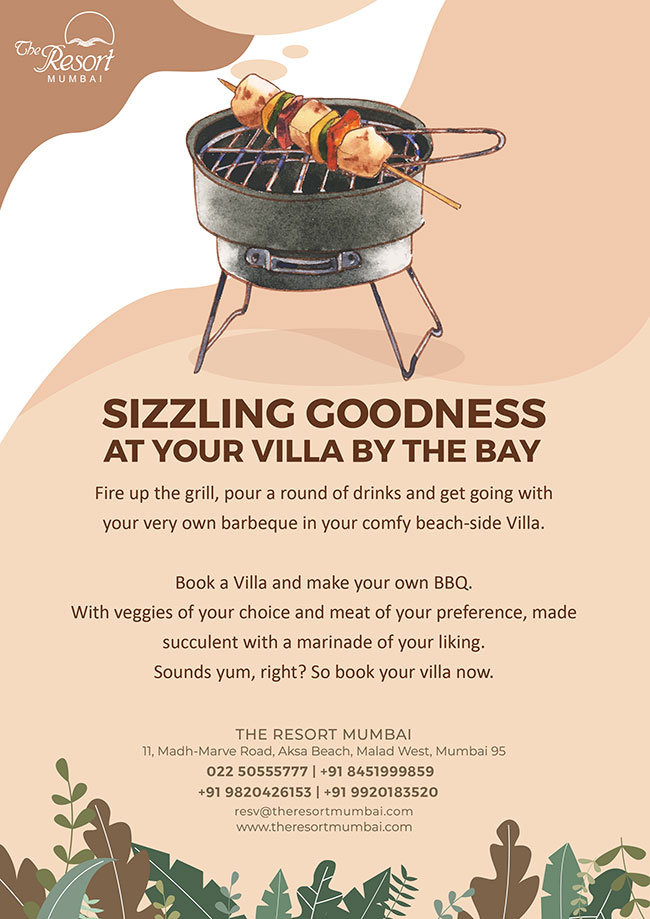 The
Resort
MUMBAI
SIZZLING GOODNESS
AT YOUR VILLA BY THE BAY
Fire up the grill, pour a round of drinks and get going with
your very own barbeque in your comfy beach-side Villa.
Book a Villa and make your own BBQ.
With veggies of your choice and meat of your preference, made
succulent with a marinade of your liking.
Sounds yum, right? So book your villa now.
THE RESORT MUMBAI
11, Madh-Marve Road, Aksa Beach, Malad West, Mumbai 95
022 50555777 | +91 8451999859
+91 9820426153 | +91 9920183520
resv@theresortmumbai.com
www.theresortmumbai.com